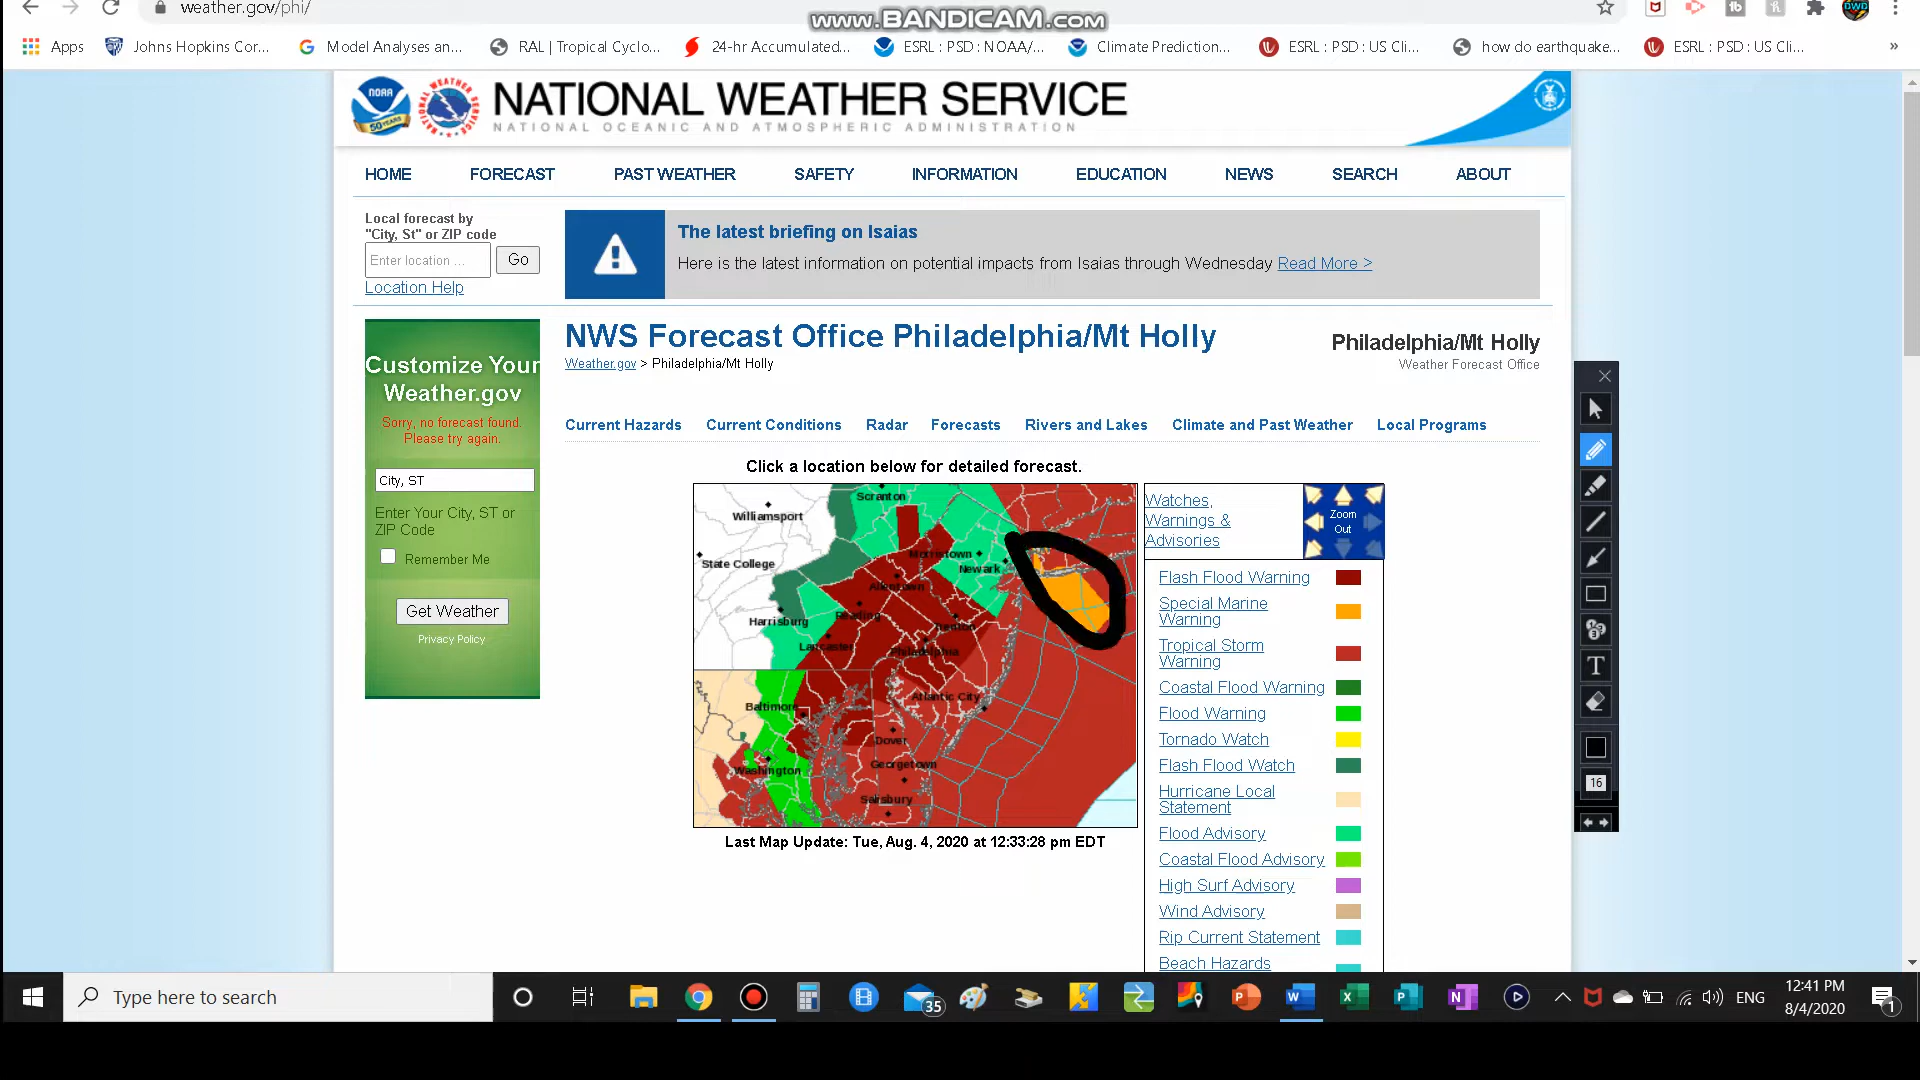 weather.gov/phi/
www.BANDICAM.com
Apps
Johns Hopkins Cor...
Model Analyses an...
RAL | Tropical Cyclo...
24-hr Accumulated...
ESRL : PSD : NOAA/...
Climate Prediction...
ESRL : PSD : US Cli...
how do earthquake...
ESRL : PSD : US Cli...
»
NOAA
50 YEARS
NATIONAL WEATHER SERVICE
NATIONAL OCEANIC AND ATMOSPHERIC ADMINISTRATION
HOME FORECAST PAST WEATHER SAFETY INFORMATION EDUCATION NEWS SEARCH ABOUT
Local forecast by
"City, St" or ZIP code
Enter location ...
Go
Location Help
The latest briefing on Isaias
Here is the latest information on potential impacts from Isaias through Wednesday Read More >
Customize Your
Weather.gov
Sorry, no forecast found.
Please try again.
City, ST
Enter Your City, ST or
ZIP Code
Remember Me
Get Weather
Privacy Policy
NWS Forecast Office Philadelphia/Mt Holly
Weather.gov > Philadelphia/Mt Holly
Philadelphia/Mt Holly
Weather Forecast Office
Current Hazards Current Conditions Radar Forecasts Rivers and Lakes Climate and Past Weather Local Programs
Click a location below for detailed forecast.
Scranton
Williamsport
Morristown
State College
Newark
Allentown
Reading
Harrisburg
Trenton
Lancaster
Philadelphia
Atlantic City
Baltimore
Dover
Georgetown
Washington
Salisbury
Last Map Update: Tue, Aug. 4, 2020 at 12:33:28 pm EDT
Watches,
Warnings &
Advisories
Zoom
Out
Flash Flood Warning
Special Marine
Warning
Tropical Storm
Warning
Coastal Flood Warning
Flood Warning
Tornado Watch
Flash Flood Watch
Hurricane Local
Statement
Flood Advisory
Coastal Flood Advisory
High Surf Advisory
Wind Advisory
Rip Current Statement
Beach Hazards
T
16
Type here to search
35
ENG
12:41 PM
8/4/2020
1